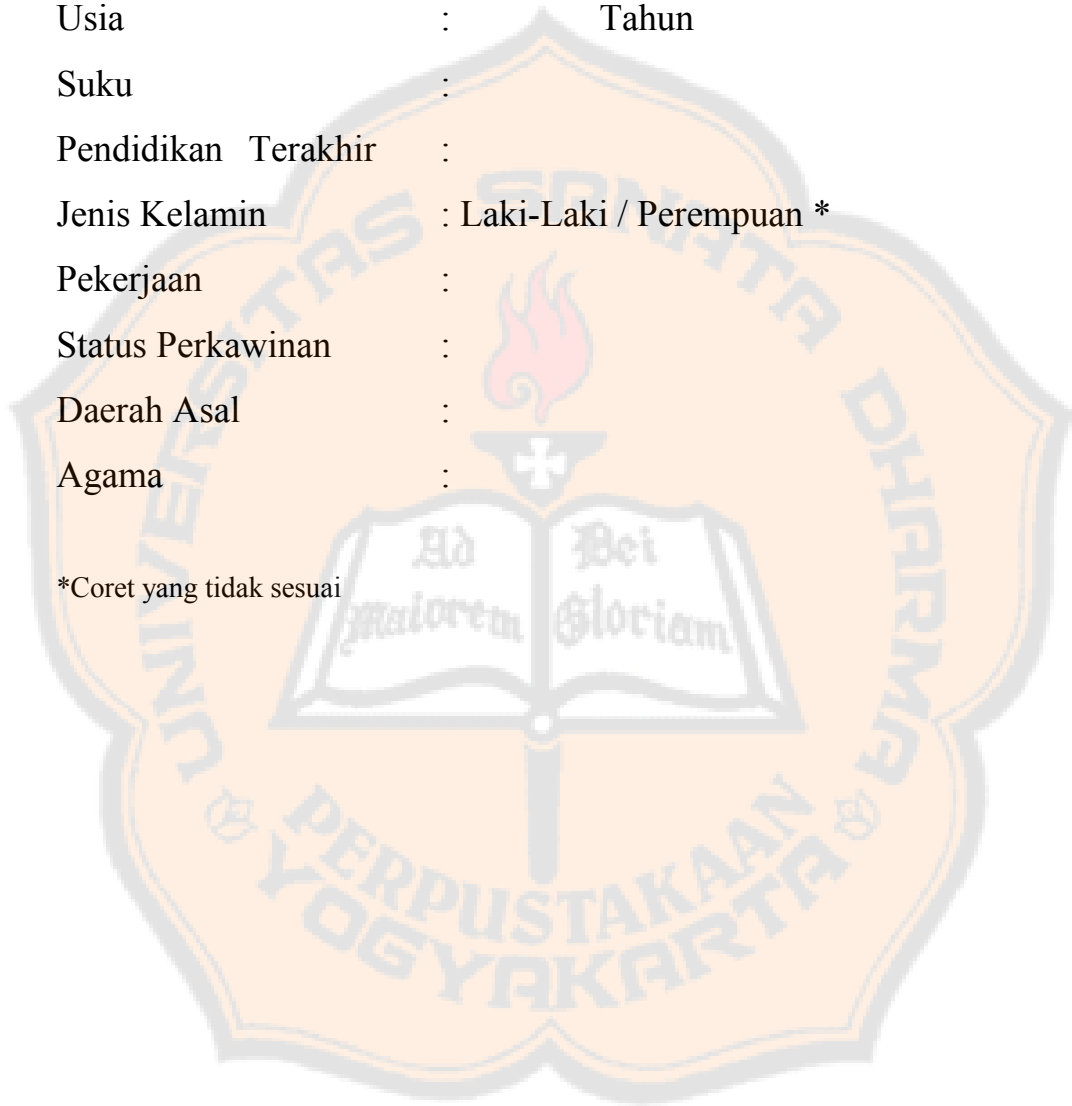 Usia : Tahun
Suku :
Pendidikan Terakhir :
Jenis Kelamin : Laki-Laki / Perempuan *
Pekerjaan :
Status Perkawinan :
Daerah Asal :
Agama :
*Coret yang tidak sesuai
UNIVERSITAS SANATA DHARMA
Ad
maiorem
Dei
Gloriam
PERPUSTAKAAN
YOGYAKARTA